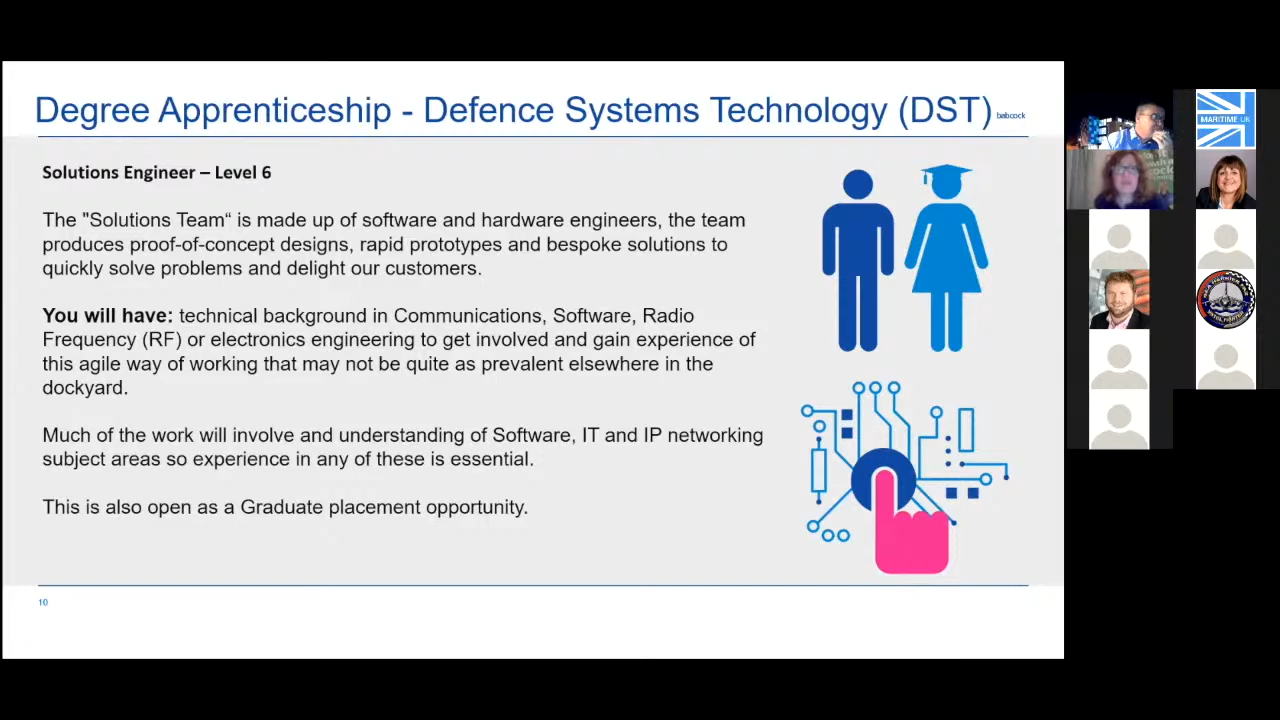 Degree Apprenticeship - Defence Systems Technology (DST)
babcock
Solutions Engineer – Level 6
The "Solutions Team“ is made up of software and hardware engineers, the team
produces proof-of-concept designs, rapid prototypes and bespoke solutions to
quickly solve problems and delight our customers.
You will have: technical background in Communications, Software, Radio
Frequency (RF) or electronics engineering to get involved and gain experience of
this agile way of working that may not be quite as prevalent elsewhere in the
dockyard.
Much of the work will involve and understanding of Software, IT and IP networking
subject areas so experience in any of these is essential.
This is also open as a Graduate placement opportunity.
10
MARITIME UK